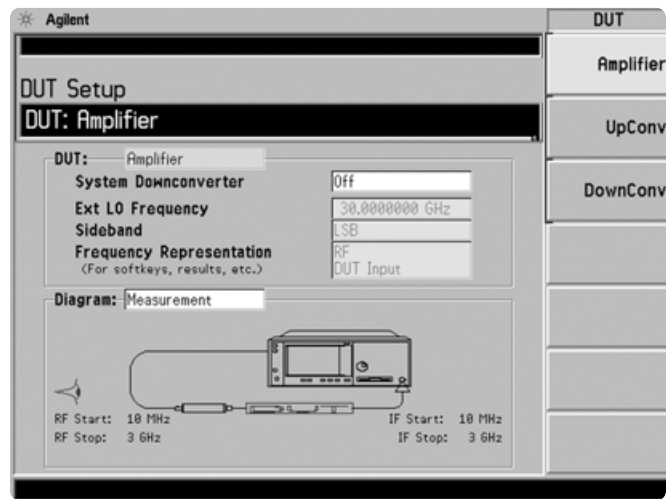 Agilent
DUT
DUT Setup
DUT: Amplifier
Amplifier
UpConv
DownConv
DUT: Amplifier
System Downconverter Off
Ext LO Frequency 30.0000000 GHz
Sideband LSB
Frequency Representation RF
(For softkeys, results, etc.) DUT Input
Diagram: Measurement
RF Start: 10 MHz IF Start: 10 MHz
RF Stop: 3 GHz IF Stop: 3 GHz